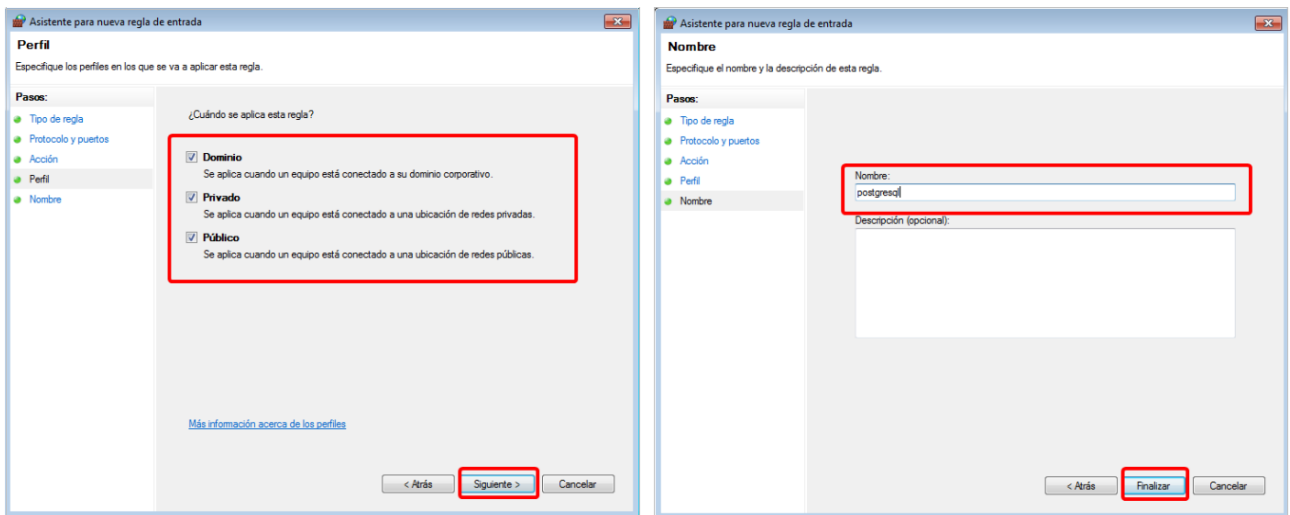 Asistente para nueva regla de entrada
Perfil
Especifique los perfiles en los que se va a aplicar esta regla.
Pasos:
Tipo de regla
Protocolo y puertos
Acción
Perfil
Nombre
¿Cuándo se aplica esta regla?
Dominio
Se aplica cuando un equipo está conectado a su dominio corporativo.
Privado
Se aplica cuando un equipo está conectado a una ubicación de redes privadas.
Público
Se aplica cuando un equipo está conectado a una ubicación de redes públicas.
Más información acerca de los perfiles
< Atrás
Siguiente >
Cancelar
Asistente para nueva regla de entrada
Nombre
Especifique el nombre y la descripción de esta regla.
Pasos:
Tipo de regla
Protocolo y puertos
Acción
Perfil
Nombre
Nombre:
postgresql
Descripción (opcional):
< Atrás
Finalizar
Cancelar